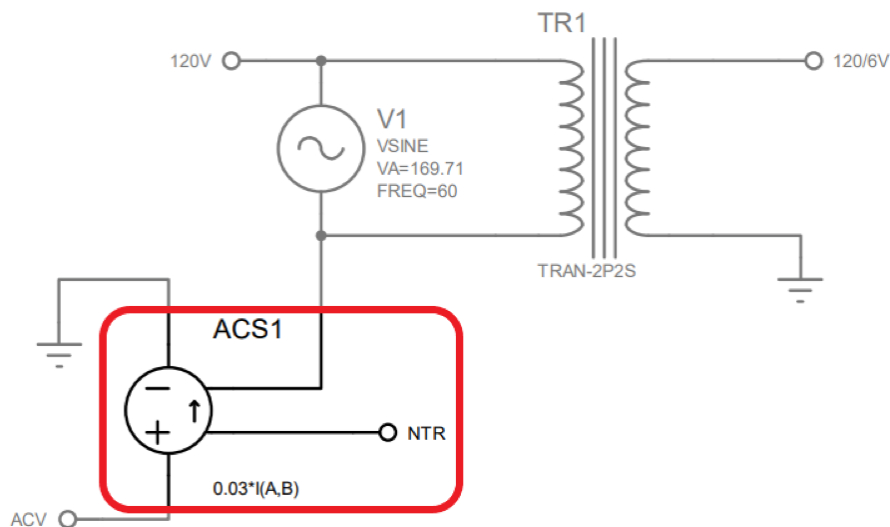 TR1
120V
120/6V
V1
VSINE
VA=169.71
FREQ=60
TRAN-2P2S
ACS1
NTR
0.03*I(A,B)
ACV